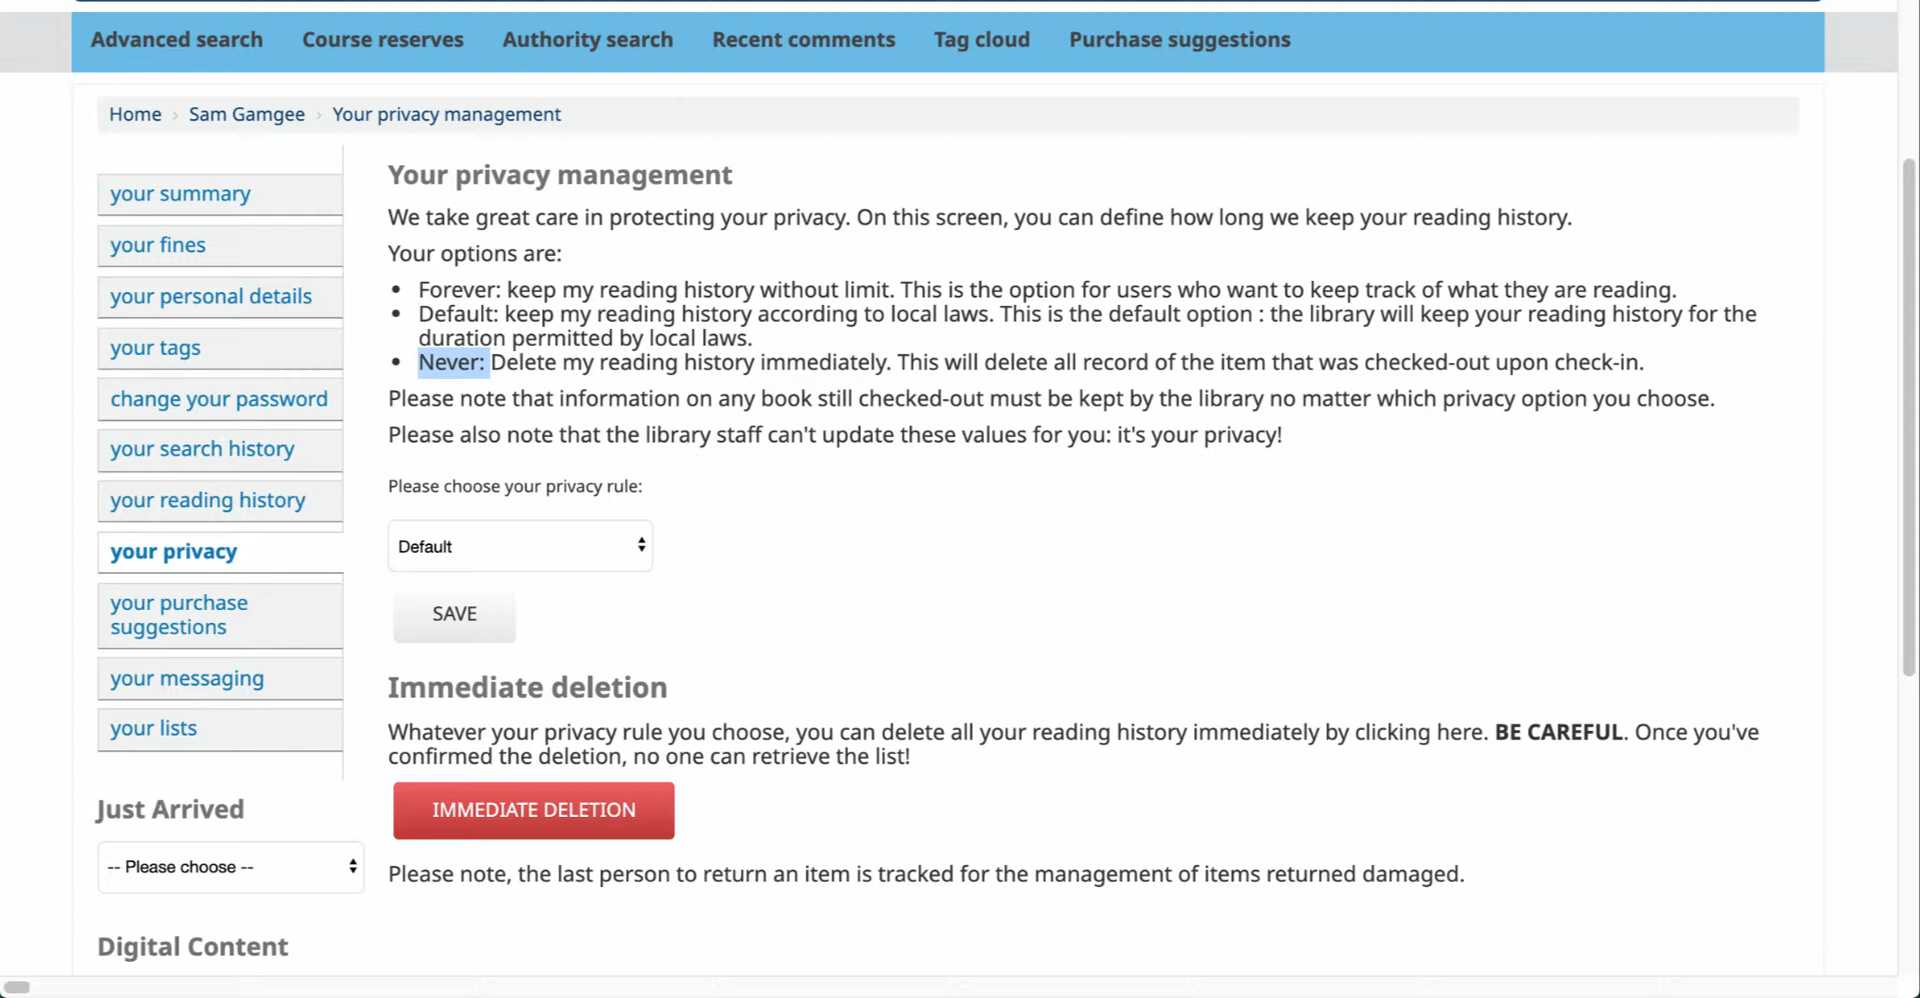 Advanced search Course reserves Authority search Recent comments Tag cloud Purchase suggestions
Home › Sam Gamgee › Your privacy management
your summary
your fines
your personal details
your tags
change your password
your search history
your reading history
your privacy
your purchase
suggestions
your messaging
your lists
Just Arrived
-- Please choose --
Digital Content
Your privacy management
We take great care in protecting your privacy. On this screen, you can define how long we keep your reading history.
Your options are:
• Forever: keep my reading history without limit. This is the option for users who want to keep track of what they are reading.
• Default: keep my reading history according to local laws. This is the default option : the library will keep your reading history for the
duration permitted by local laws.
• Never: Delete my reading history immediately. This will delete all record of the item that was checked-out upon check-in.
Please note that information on any book still checked-out must be kept by the library no matter which privacy option you choose.
Please also note that the library staff can't update these values for you: it's your privacy!
Please choose your privacy rule:
Default
SAVE
Immediate deletion
Whatever your privacy rule you choose, you can delete all your reading history immediately by clicking here. BE CAREFUL. Once you've
confirmed the deletion, no one can retrieve the list!
IMMEDIATE DELETION
Please note, the last person to return an item is tracked for the management of items returned damaged.